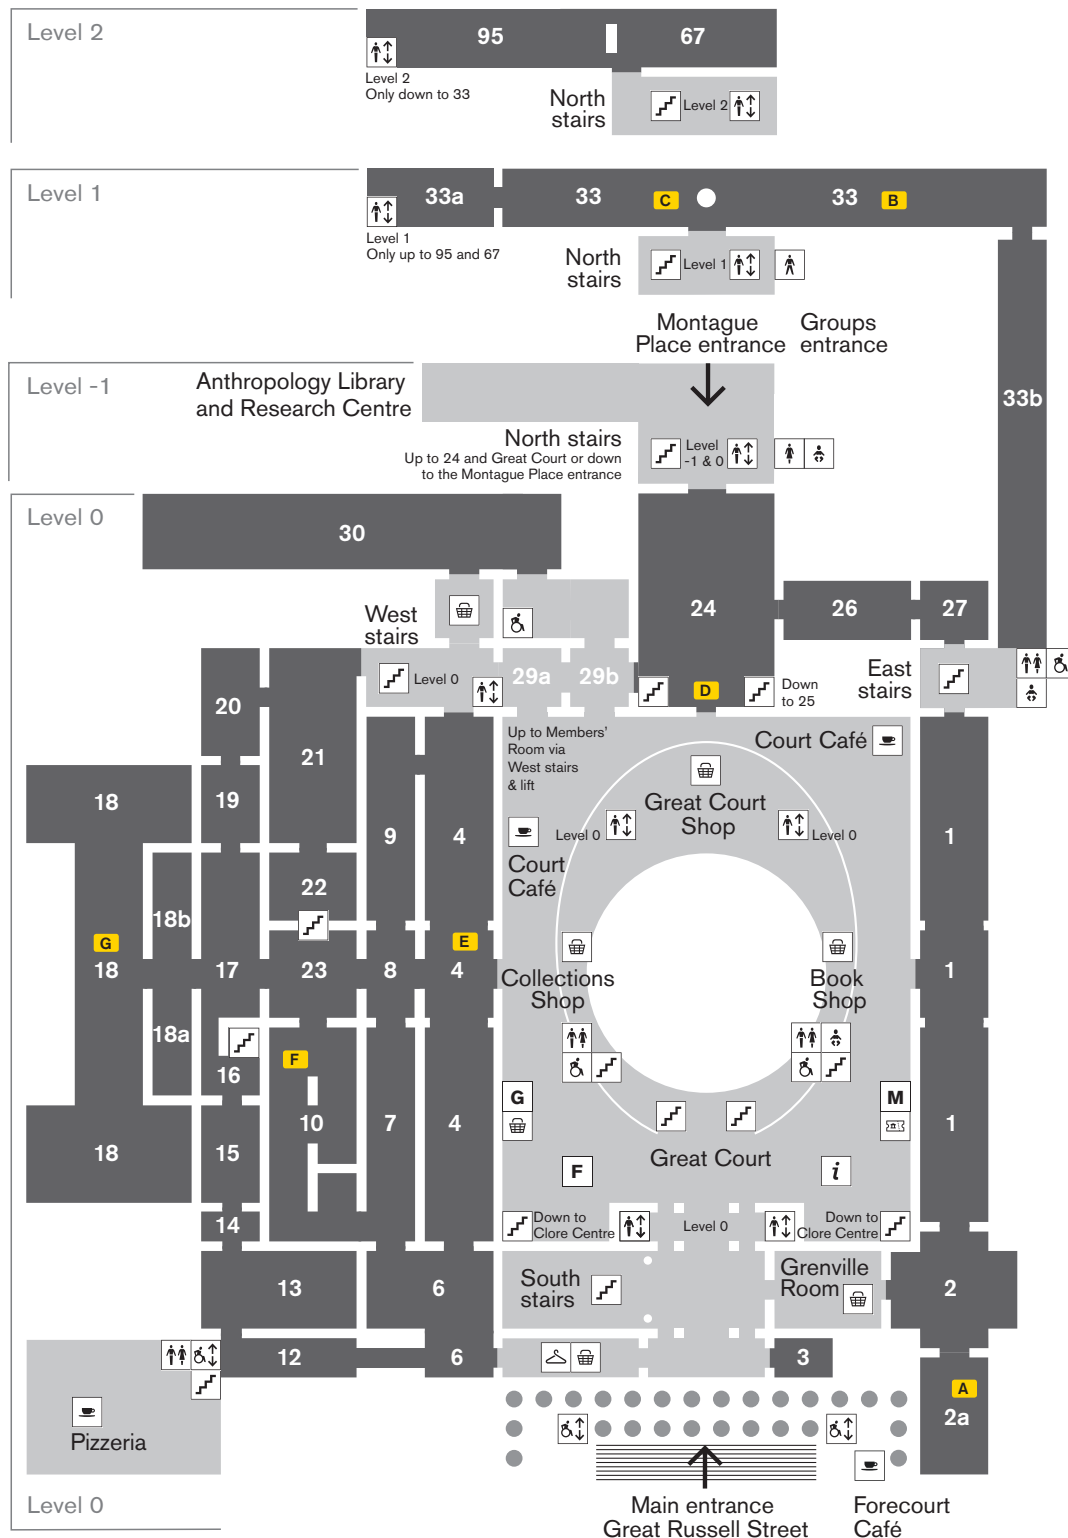 Level 2
95
67
Level 2
Only down to 33
North
stairs
Level 2
Level 1
33a
33
C
33
B
Level 1
Only up to 95 and 67
North
stairs
Level 1
Montague
Place entrance
Groups
entrance
Level -1
Anthropology Library
and Research Centre
33b
North stairs
Up to 24 and Great Court or down
to the Montague Place entrance
Level
-1 & 0
Level 0
30
24
26
27
West
stairs
Level 0
29a
29b
D
Down
to 25
East
stairs
20
21
Up to Members'
Room via
West stairs
& lift
Court Café
18
19
9
4
Great Court
Shop
Level 0
Level 0
1
Court
Café
22
18b
G
E
18
17
23
8
4
Collections
Shop
Book
Shop
1
18a
16
F
G
M
18
15
10
7
4
1
F
Great Court
i
14
Down to
Clore Centre
Level 0
Down to
Clore Centre
13
6
South
stairs
Grenville
Room
2
12
6
3
A
2a
Pizzeria
Level 0
Main entrance
Great Russell Street
Forecourt
Café